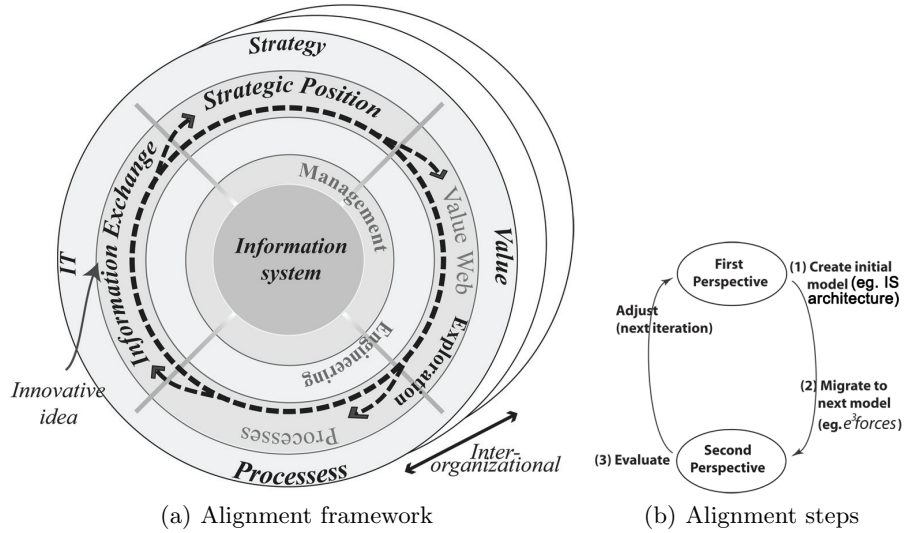 Strategy
Strategic Position
Information Exchange
IT
Management
Value Web
Value
Information
system
Engineering
Exploration
Processes
Processess
Innovative
idea
Inter-
organizational
(a) Alignment framework
First
Perspective
(1) Create initial
model (eg. IS
architecture)
Adjust
(next iteration)
(2) Migrate to
next model
(eg. e³forces)
(3) Evaluate
Second
Perspective
(b) Alignment steps